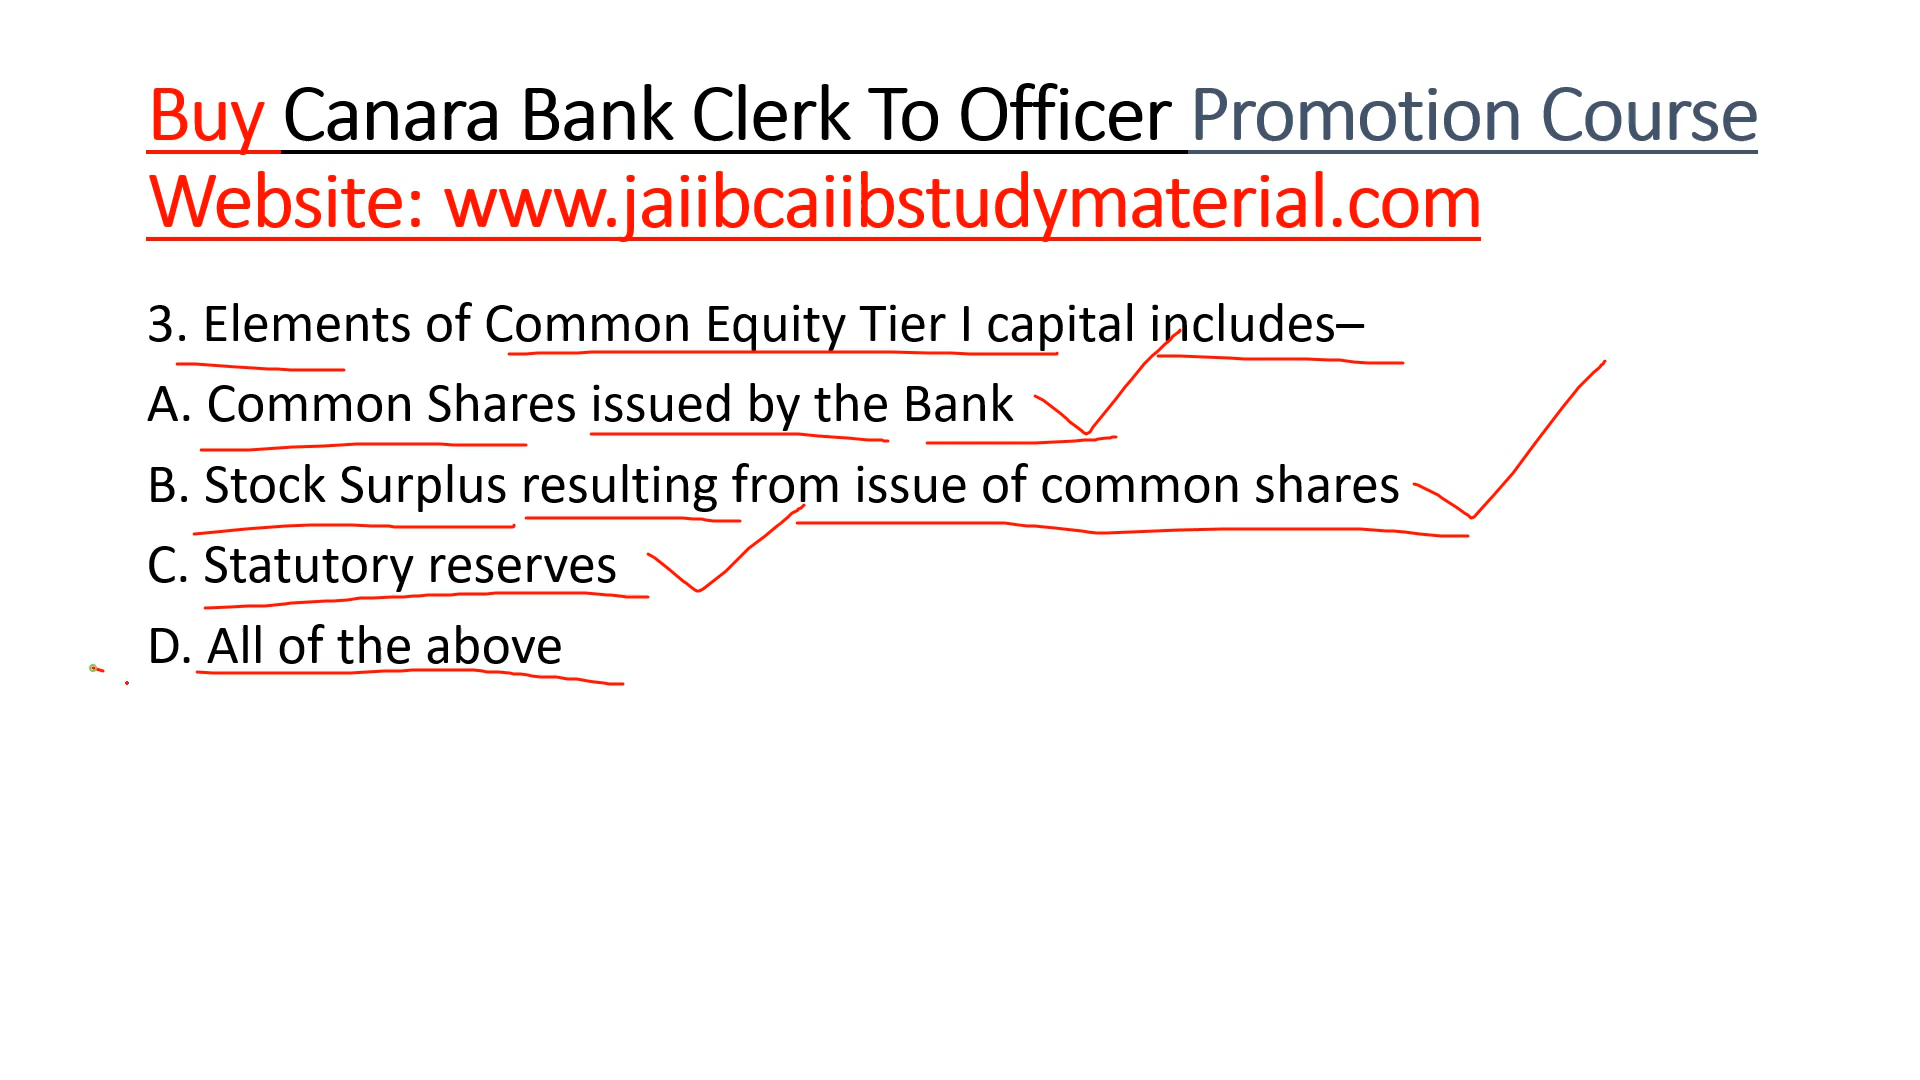 Buy Canara Bank Clerk To Officer Promotion Course
Website: www.jaiibcaiibstudymaterial.com
3. Elements of Common Equity Tier I capital includes–
A. Common Shares issued by the Bank
B. Stock Surplus resulting from issue of common shares
C. Statutory reserves
D. All of the above